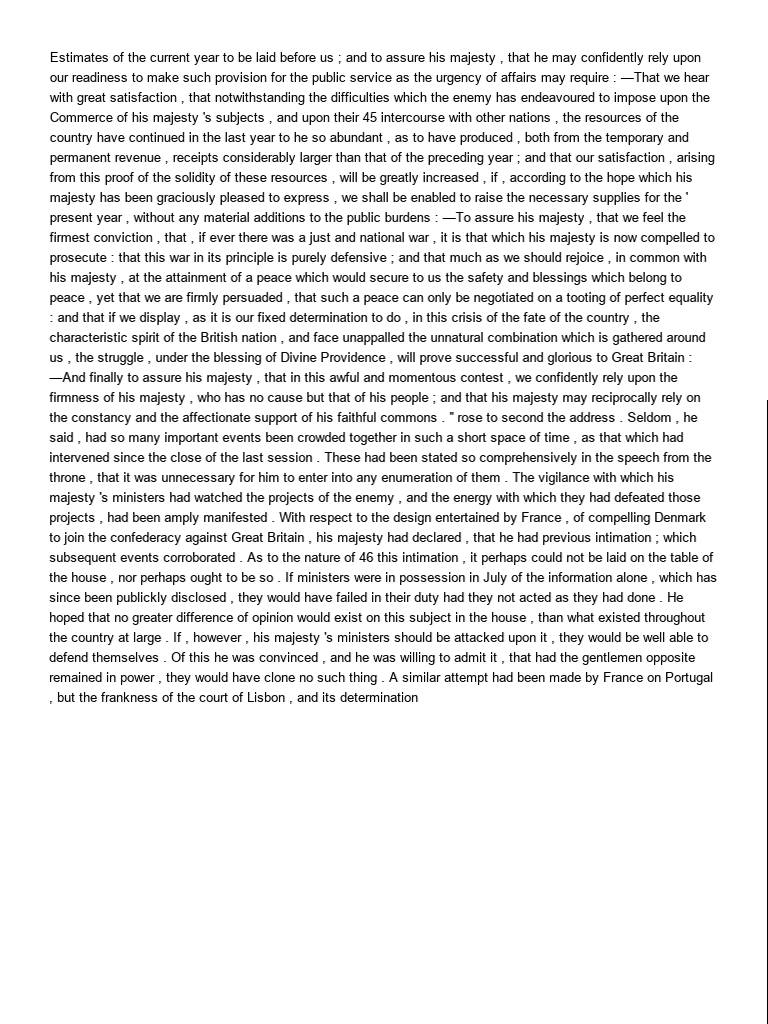 Estimates of the current year to be laid before us ; and to assure his majesty , that he may confidently rely upon
our readiness to make such provision for the public service as the urgency of affairs may require : —That we hear
with great satisfaction , that notwithstanding the difficulties which the enemy has endeavoured to impose upon the
Commerce of his majesty 's subjects , and upon their 45 intercourse with other nations , the resources of the
country have continued in the last year to he so abundant , as to have produced , both from the temporary and
permanent revenue , receipts considerably larger than that of the preceding year ; and that our satisfaction , arising
from this proof of the solidity of these resources , will be greatly increased , if , according to the hope which his
majesty has been graciously pleased to express , we shall be enabled to raise the necessary supplies for the '
present year , without any material additions to the public burdens : —To assure his majesty , that we feel the
firmest conviction , that , if ever there was a just and national war , it is that which his majesty is now compelled to
prosecute : that this war in its principle is purely defensive ; and that much as we should rejoice , in common with
his majesty , at the attainment of a peace which would secure to us the safety and blessings which belong to
peace , yet that we are firmly persuaded , that such a peace can only be negotiated on a tooting of perfect equality
: and that if we display , as it is our fixed determination to do , in this crisis of the fate of the country , the
characteristic spirit of the British nation , and face unappalled the unnatural combination which is gathered around
us , the struggle , under the blessing of Divine Providence , will prove successful and glorious to Great Britain :
—And finally to assure his majesty , that in this awful and momentous contest , we confidently rely upon the
firmness of his majesty , who has no cause but that of his people ; and that his majesty may reciprocally rely on
the constancy and the affectionate support of his faithful commons . " rose to second the address . Seldom , he
said , had so many important events been crowded together in such a short space of time , as that which had
intervened since the close of the last session . These had been stated so comprehensively in the speech from the
throne , that it was unnecessary for him to enter into any enumeration of them . The vigilance with which his
majesty 's ministers had watched the projects of the enemy , and the energy with which they had defeated those
projects , had been amply manifested . With respect to the design entertained by France , of compelling Denmark
to join the confederacy against Great Britain , his majesty had declared , that he had previous intimation ; which
subsequent events corroborated . As to the nature of 46 this intimation , it perhaps could not be laid on the table of
the house , nor perhaps ought to be so . If ministers were in possession in July of the information alone , which has
since been publickly disclosed , they would have failed in their duty had they not acted as they had done . He
hoped that no greater difference of opinion would exist on this subject in the house , than what existed throughout
the country at large . If , however , his majesty 's ministers should be attacked upon it , they would be well able to
defend themselves . Of this he was convinced , and he was willing to admit it , that had the gentlemen opposite
remained in power , they would have clone no such thing . A similar attempt had been made by France on Portugal
, but the frankness of the court of Lisbon , and its determination